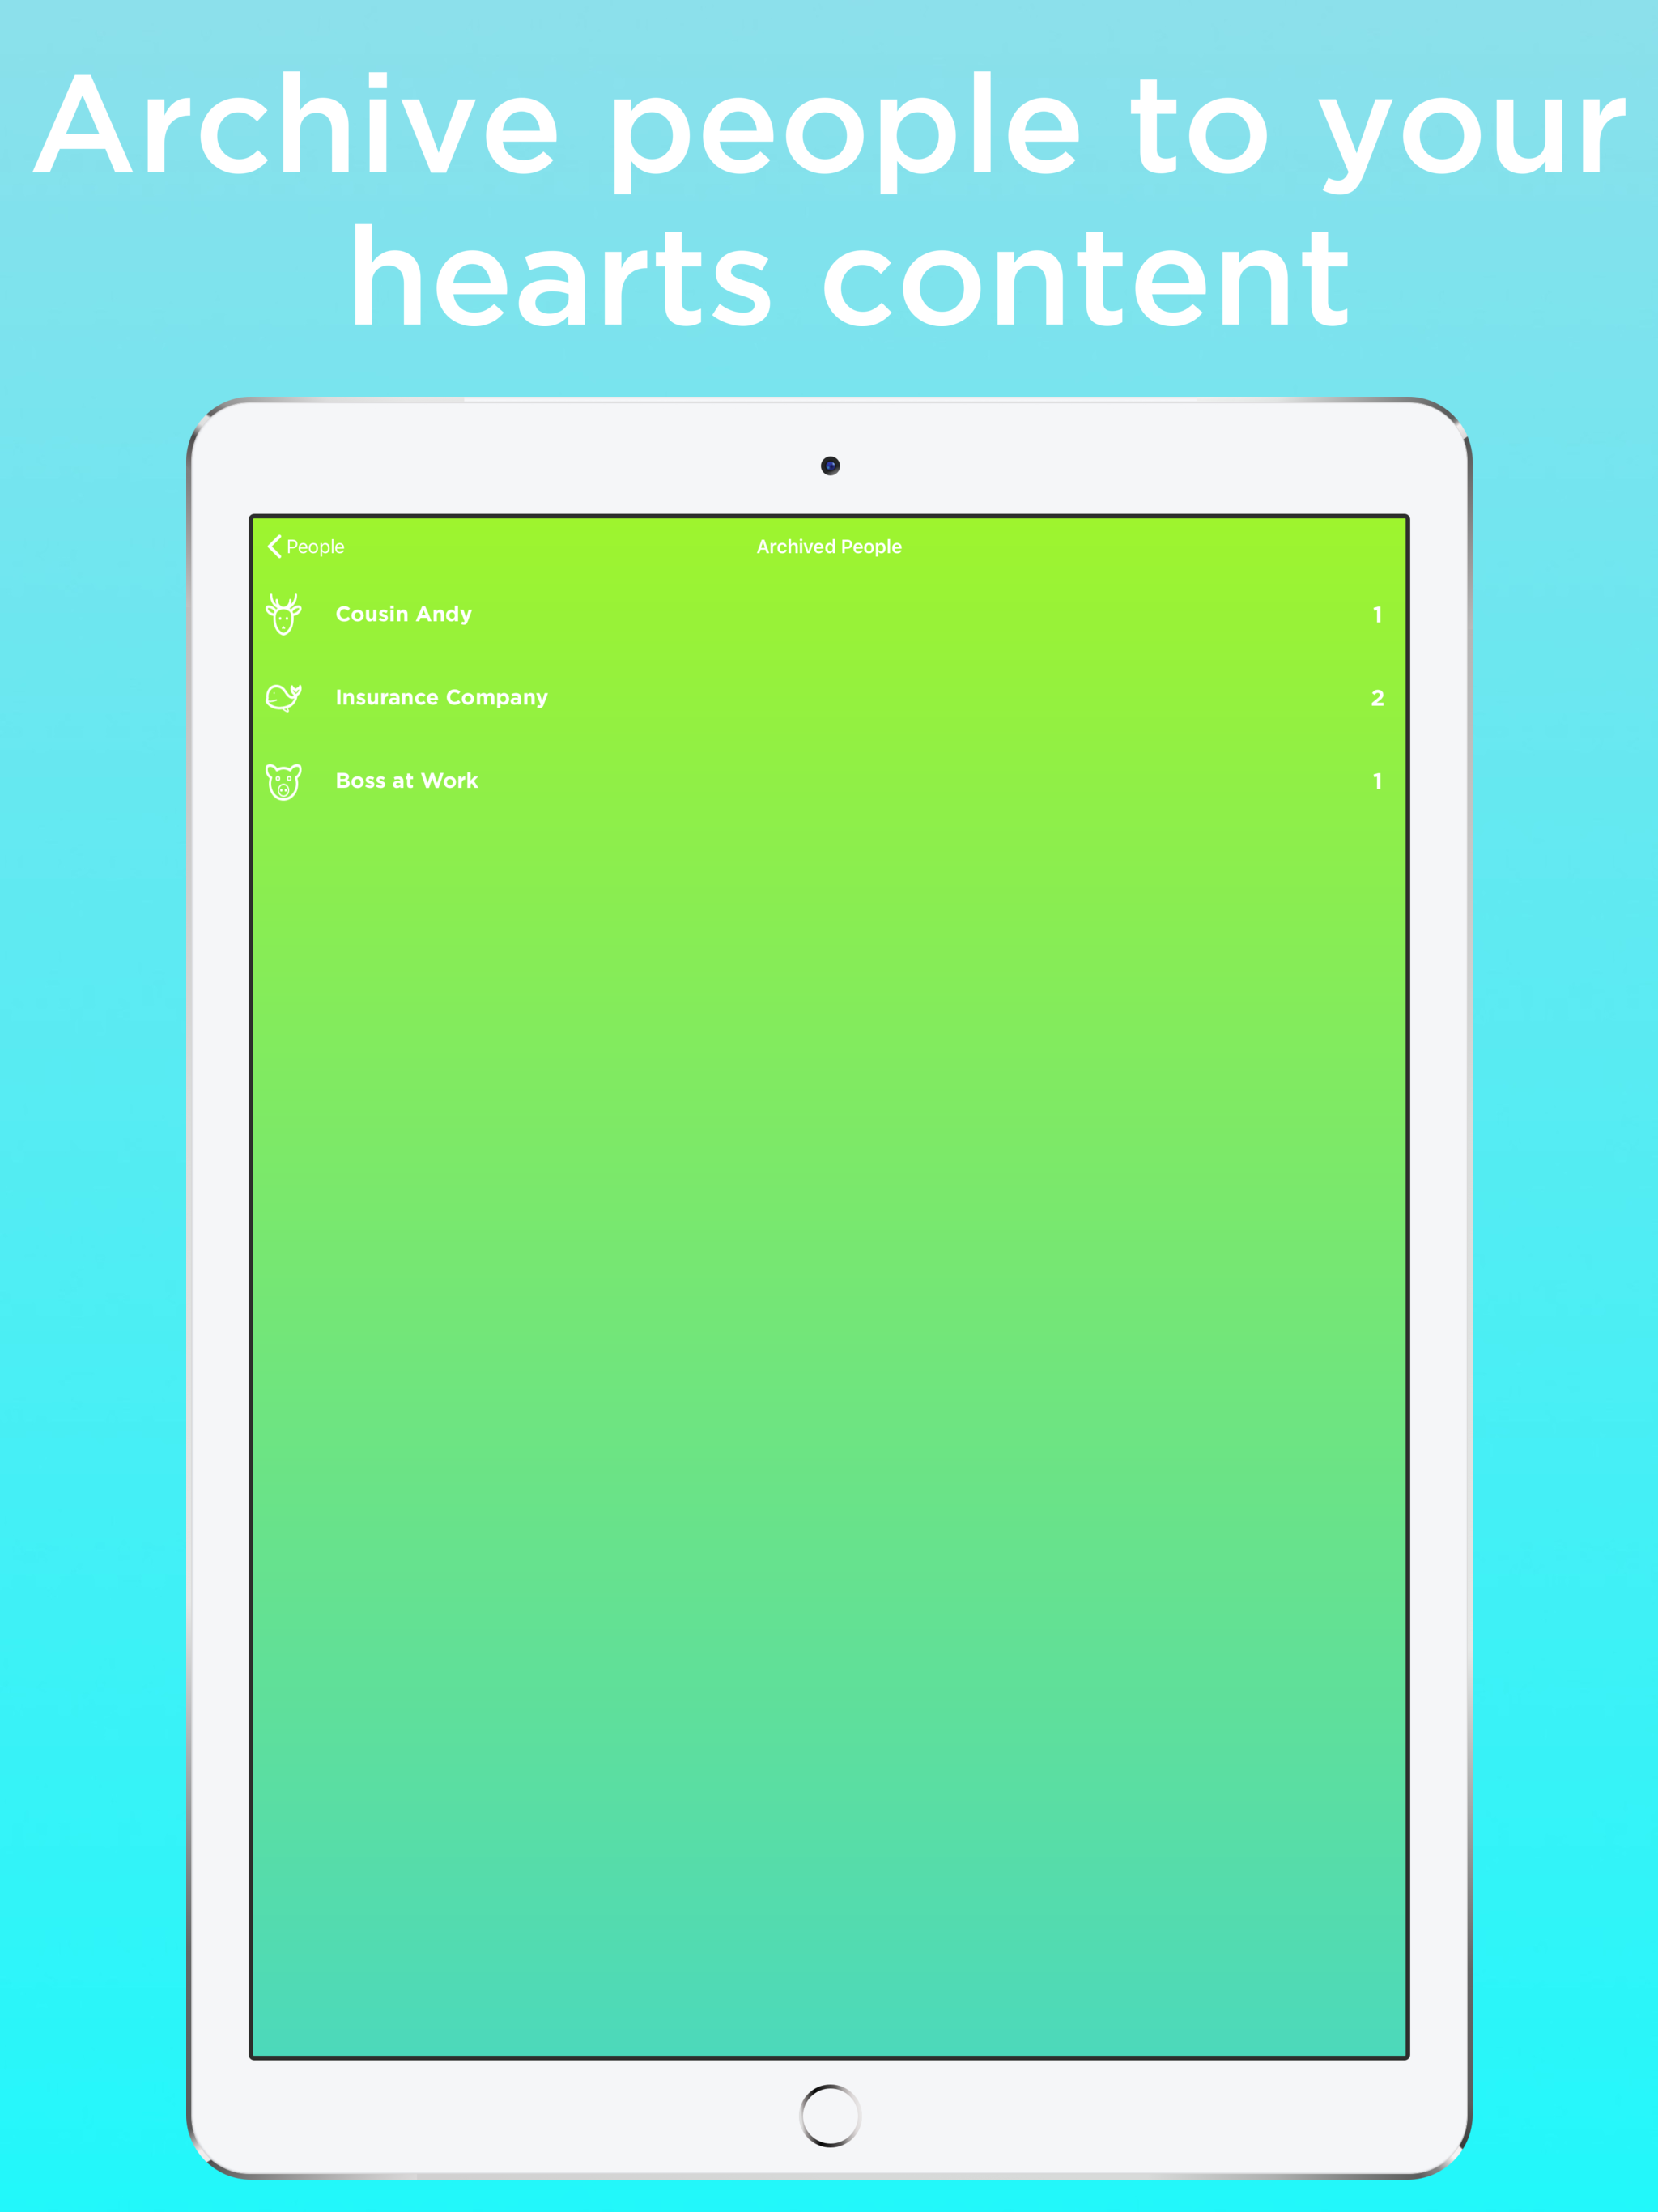 Archive people to your
hearts content
People
Archived People
Cousin Andy
1
Insurance Company
2
Boss at Work
1